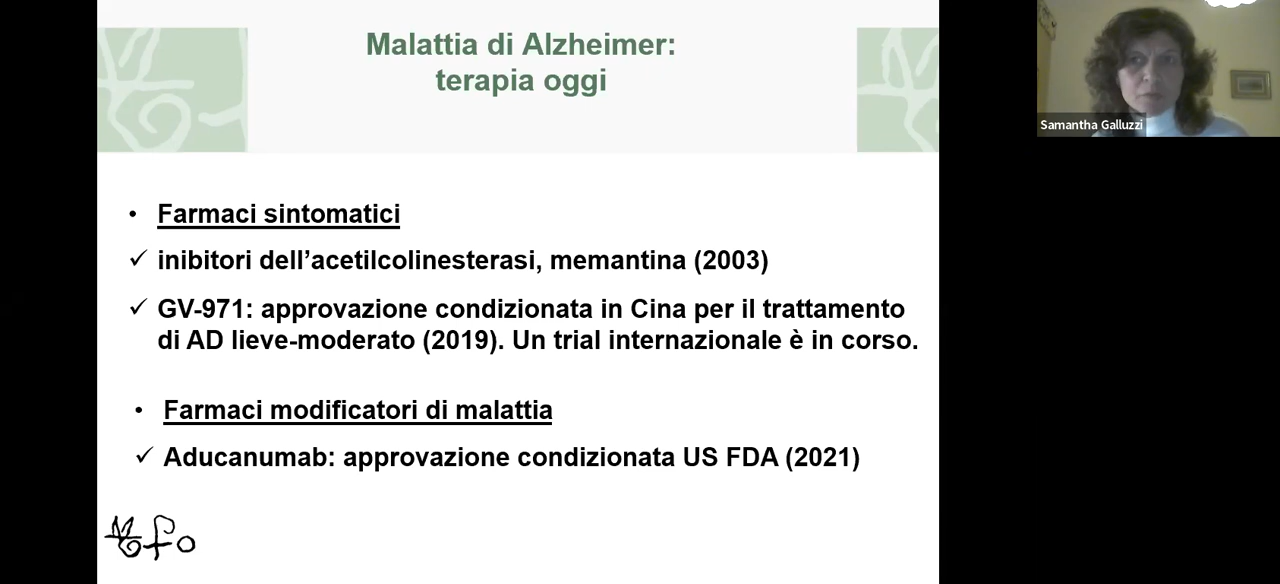 Malattia di Alzheimer:
terapia oggi
Samantha Galluzzi
• Farmaci sintomatici
✓ inibitori dell’acetilcolinesterasi, memantina (2003)
✓ GV-971: approvazione condizionata in Cina per il trattamento
di AD lieve-moderato (2019). Un trial internazionale è in corso.
• Farmaci modificatori di malattia
✓ Aducanumab: approvazione condizionata US FDA (2021)